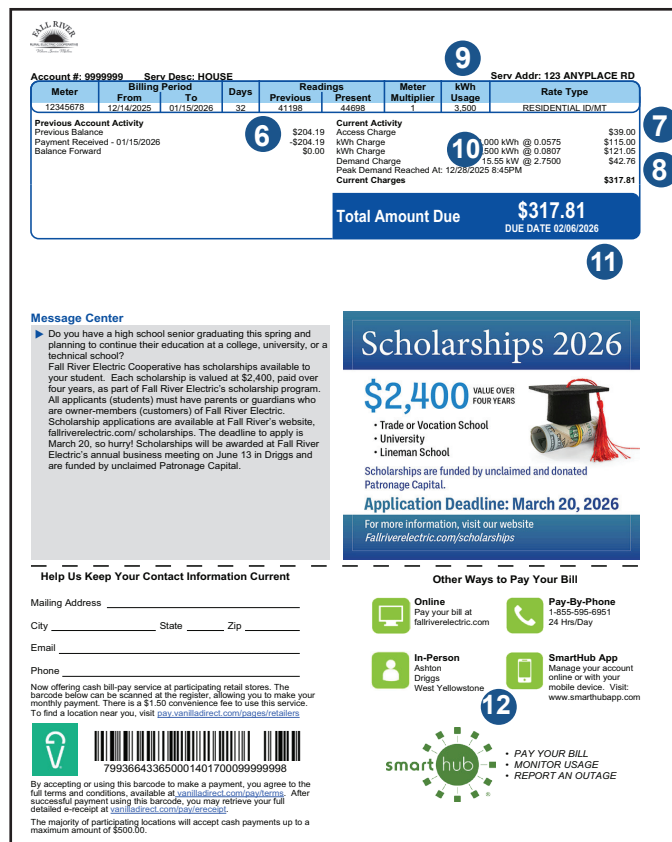 FALL RIVER
RURAL ELECTRIC COOPERATIVE
9
Account #: 9999999 Serv Desc: HOUSE Serv Addr: 123 ANYPLACE RD
Meter Billing Period Days Readings Meter Multiplier kWh Usage Rate Type
From To Previous Present
12345678 12/14/2025 01/15/2026 32 41198 44698 1 3,500 RESIDENTIAL ID/MT
Previous Account Activity
Previous Balance $204.19
Payment Received - 01/15/2026 -$204.19
Balance Forward $0.00
6
Current Activity
Access Charge $39.00
kWh Charge ,000 kWh @ 0.0575 $115.00
kWh Charge 500 kWh @ 0.0807 $121.05
Demand Charge 15.55 kW @ 2.7500 $42.76
Peak Demand Reached At: 12/28/2025 8:45PM
Current Charges $317.81
7
10
8
Total Amount Due $317.81
DUE DATE 02/06/2026
11
Message Center
Do you have a high school senior graduating this spring and
planning to continue their education at a college, university, or a
technical school?
Fall River Electric Cooperative has scholarships available to
your student. Each scholarship is valued at $2,400, paid over
four years, as part of Fall River Electric's scholarship program.
All applicants (students) must have parents or guardians who
are owner-members (customers) of Fall River Electric.
Scholarship applications are available at Fall River's website,
fallriverelectric.com/ scholarships. The deadline to apply is
March 20, so hurry! Scholarships will be awarded at Fall River
Electric's annual business meeting on June 13 in Driggs and
are funded by unclaimed Patronage Capital.
Scholarships 2026
$2,400 VALUE OVER
FOUR YEARS
• Trade or Vocation School
• University
• Lineman School
Scholarships are funded by unclaimed and donated
Patronage Capital.
Application Deadline: March 20, 2026
For more information, visit our website
Fallriverelectric.com/scholarships
Help Us Keep Your Contact Information Current
Mailing Address
City State Zip
Email
Phone
Now offering cash bill-pay service at participating retail stores. The
barcode below can be scanned at the register, allowing you to make your
monthly payment. There is a $1.50 convenience fee to use this service.
To find a location near you, visit pay.vanilladirect.com/pages/retailers
799366433650001401700099999998
By accepting or using this barcode to make a payment, you agree to the
full terms and conditions, available at vanilladirect.com/pay/terms. After
successful payment using this barcode, you may retrieve your full
detailed e-receipt at vanilladirect.com/pay/ereceipt.
The majority of participating locations will accept cash payments up to a
maximum amount of $500.00.
Other Ways to Pay Your Bill
Online
Pay your bill at
fallriverelectric.com
Pay-By-Phone
1-855-595-6951
24 Hrs/Day
In-Person
Ashton
Driggs
West Yellowstone
SmartHub App
Manage your account
online or with your
mobile device. Visit:
www.smarthubapp.com
12
smart hub
• PAY YOUR BILL
• MONITOR USAGE
• REPORT AN OUTAGE